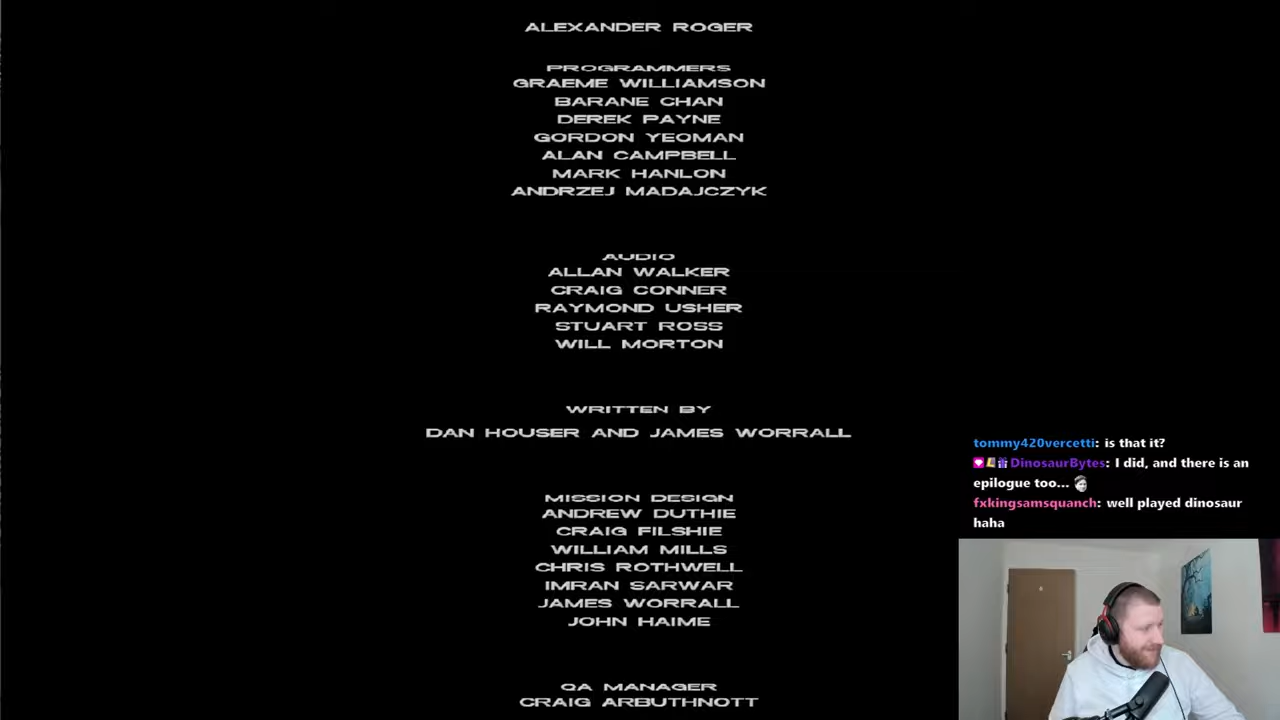 ALEXANDER ROGER
PROGRAMMERS
GRAEME WILLIAMSON
BARANE CHAN
DEREK PAYNE
GORDON YEOMAN
ALAN CAMPBELL
MARK HANLON
ANDRZEJ MADAJCZYK
AUDIO
ALLAN WALKER
CRAIG CONNER
RAYMOND USHER
STUART ROSS
WILL MORTON
WRITTEN BY
DAN HOUSER AND JAMES WORRALL
MISSION DESIGN
ANDREW DUTHIE
CRAIG FILSHIE
WILLIAM MILLS
CHRIS ROTHWELL
IMRAN SARWAR
JAMES WORRALL
JOHN HAIME
QA MANAGER
CRAIG ARBUTHNOTT
tommy420vercetti: is that it?
DinosaurBytes: I did, and there is an
epilogue too...
fxkingsamsquanch: well played dinosaur
haha